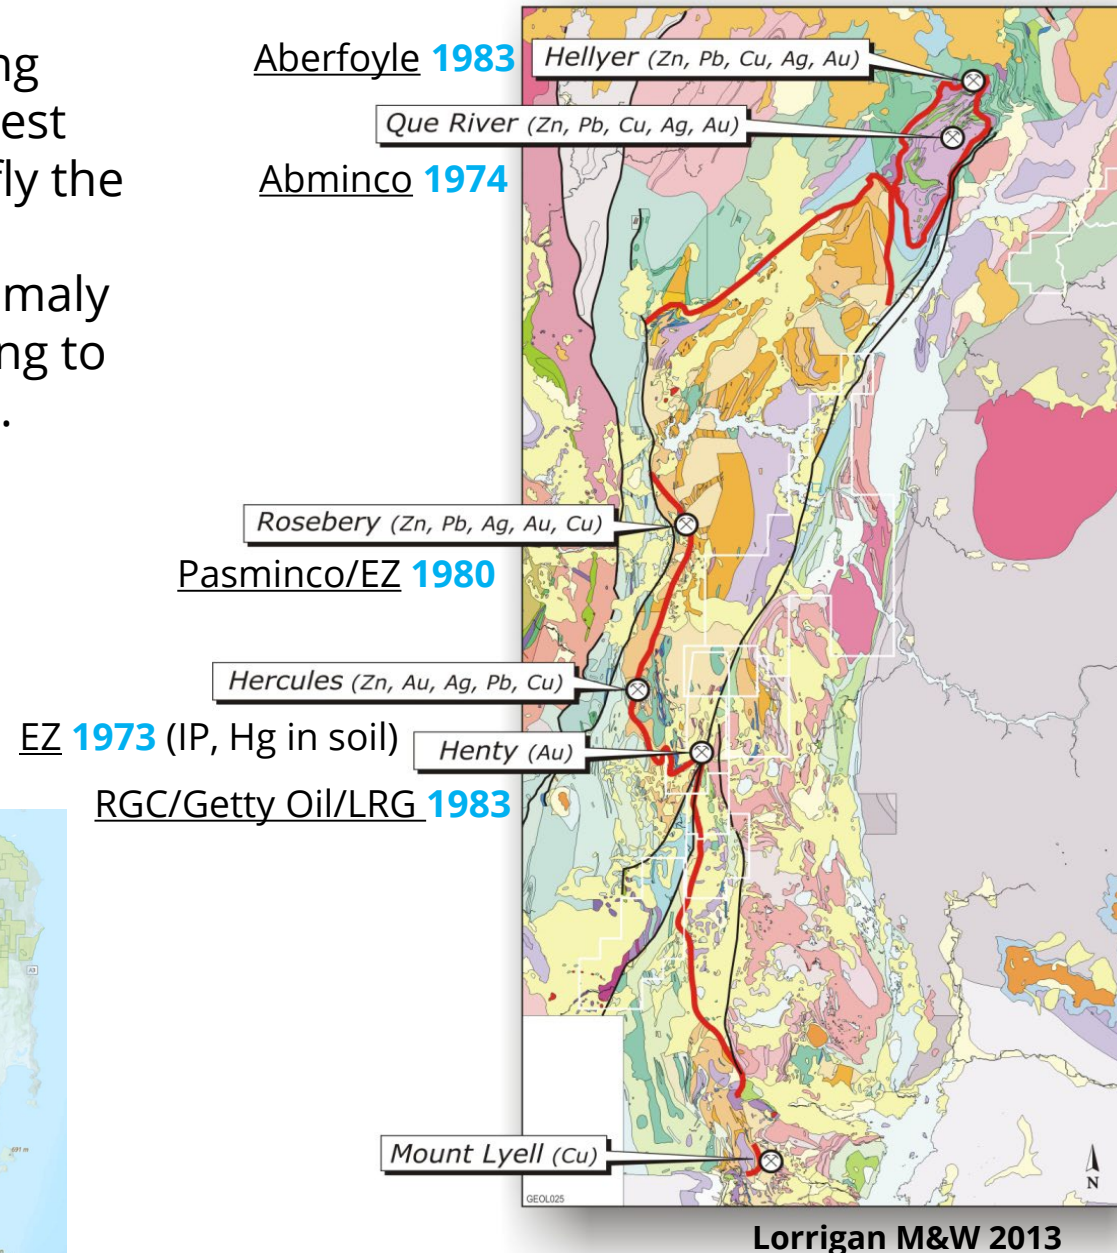 ng
est
fly the
maly
ng to
.
Aberfoyle 1983
Hellyer (Zn, Pb, Cu, Ag, Au)
Que River (Zn, Pb, Cu, Ag, Au)
Abminco 1974
Rosebery (Zn, Pb, Ag, Au, Cu)
Pasminco/EZ 1980
Hercules (Zn, Au, Ag, Pb, Cu)
EZ 1973 (IP, Hg in soil)
Henty (Au)
RGC/Getty Oil/LRG 1983
Mount Lyell (Cu)
N
GEOL025
Lorrigan M&W 2013